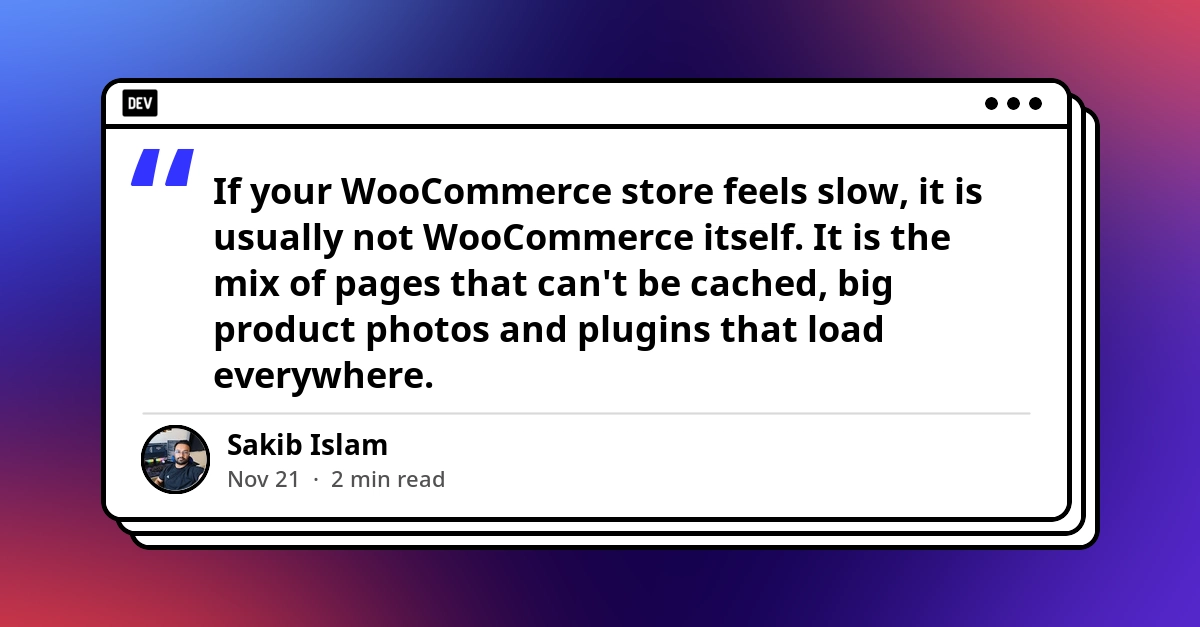 DEV
“
If your WooCommerce store feels slow, it is
usually not WooCommerce itself. It is the
mix of pages that can't be cached, big
product photos and plugins that load
everywhere.
Sakib Islam
Nov 21 · 2 min read